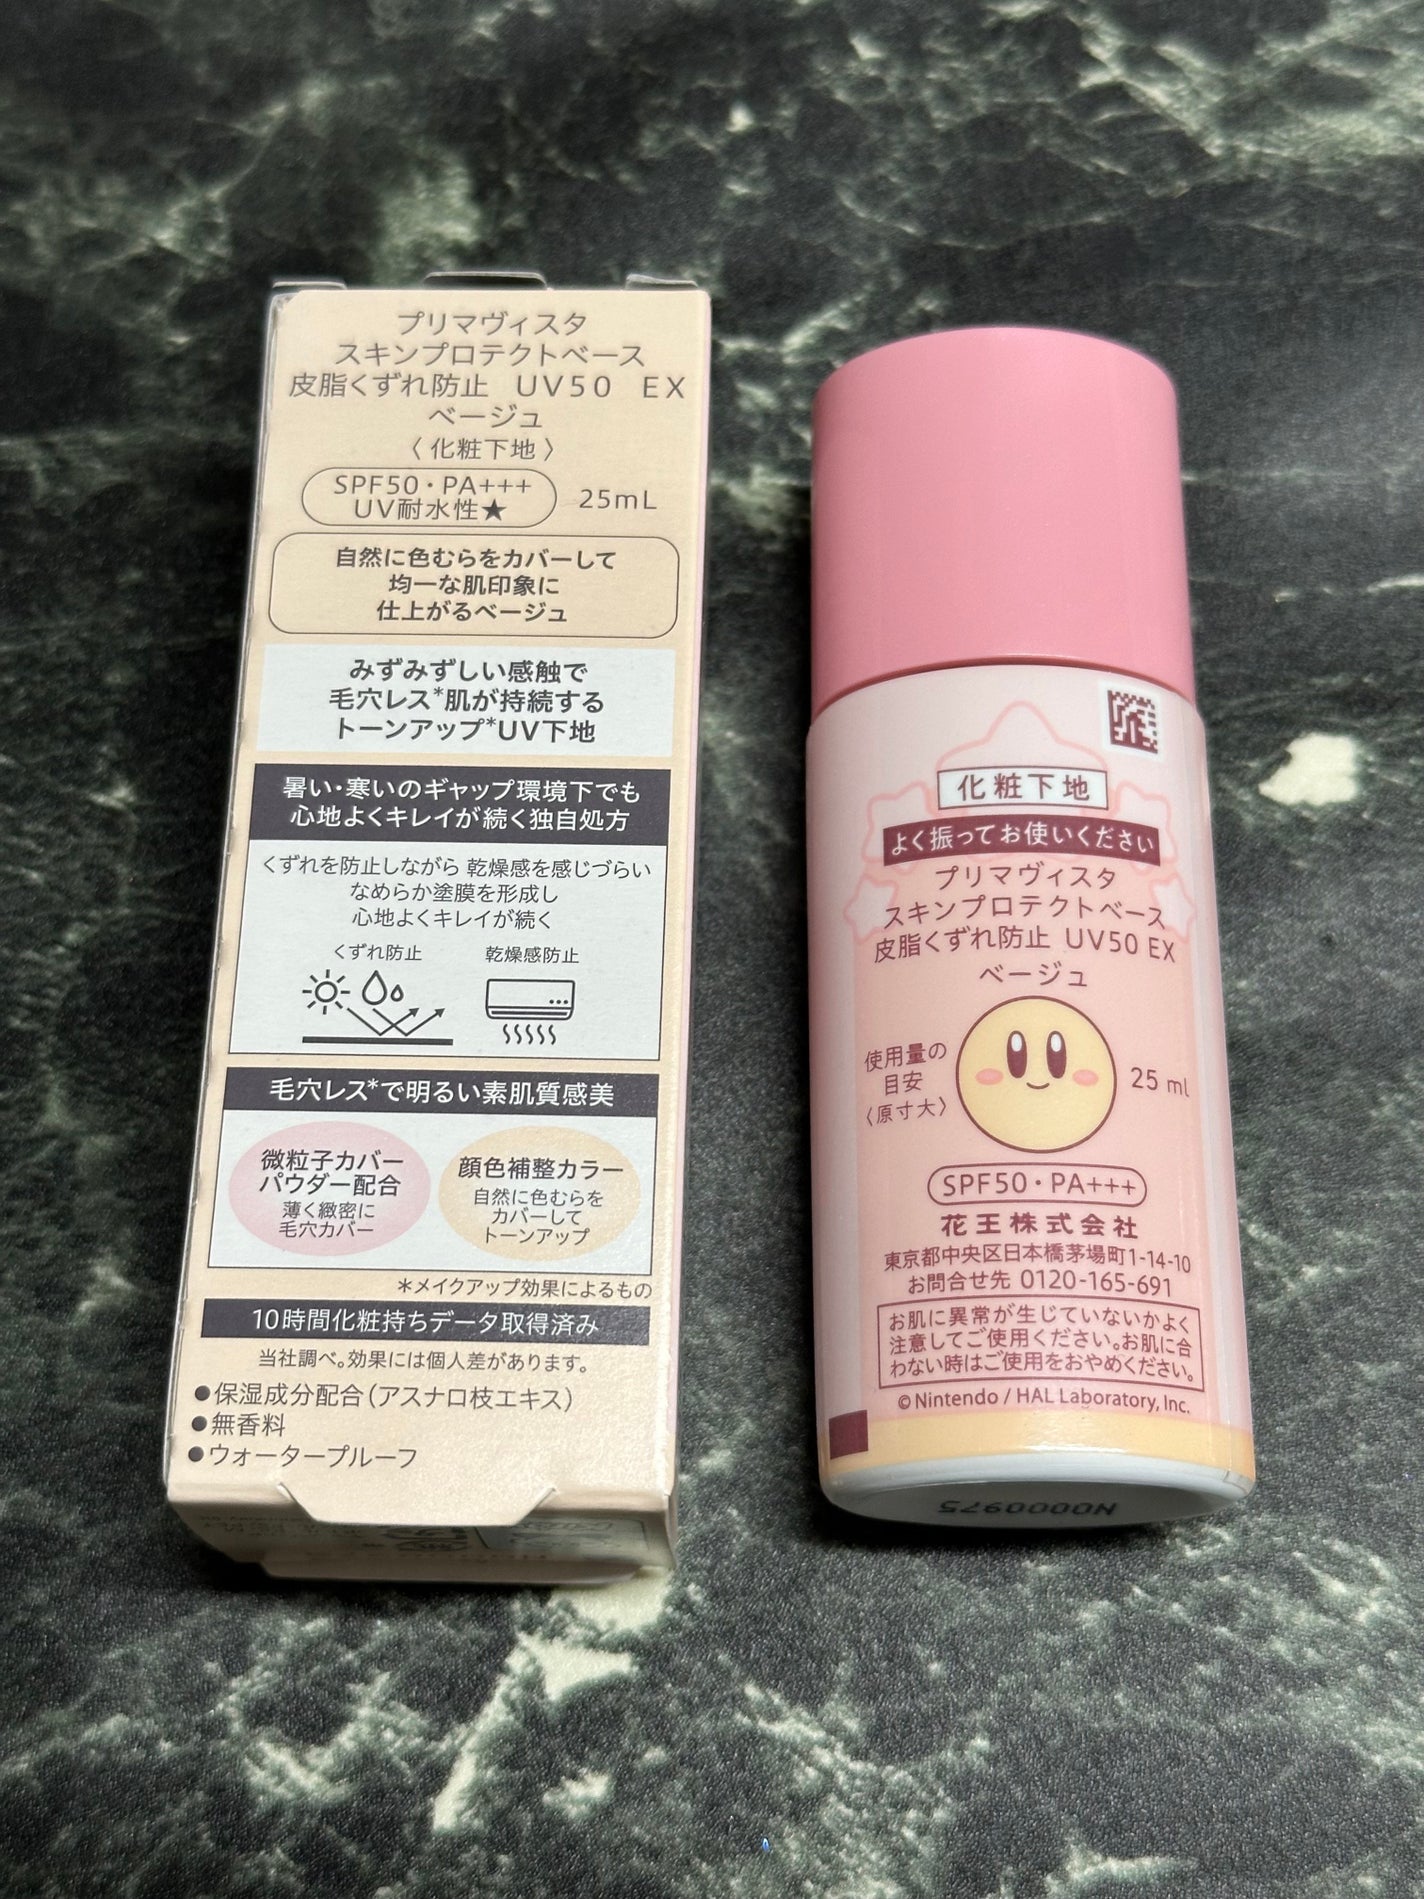 プリマヴィスタ
スキンプロテクトベース
皮脂くずれ防止 UV50 EX
ベージュ
〈化粧下地〉
SPF50・PA+++
UV耐水性★
25mL
自然に色むらをカバーして
均一な肌印象に
仕上がるベージュ
みずみずしい感触で
毛穴レス*肌が持続する
トーンアップ*UV下地
暑い・寒いのギャップ環境下でも
心地よくキレイが続く独自処方
くずれを防止しながら 乾燥感を感じづらい
なめらか塗膜を形成し
心地よくキレイが続く
くずれ防止
乾燥感防止
毛穴レス*で明るい素肌質感美
微粒子カバー
パウダー配合
薄く緻密に
毛穴カバー
顔色補整カラー
自然に色むらを
カバーして
トーンアップ
*メイクアップ効果によるもの
10時間化粧持ちデータ取得済み
当社調べ。効果には個人差があります。
●保湿成分配合(アスナロ枝エキス)
●無香料
●ウォータープルーフ
化粧下地
よく振ってお使いください
プリマヴィスタ
スキンプロテクトベース
皮脂くずれ防止 UV50 EX
ベージュ
使用量の
目安
〈原寸大〉
25 ml
SPF50・PA+++
花王株式会社
東京都中央区日本橋茅場町1-14-10
お問合せ先 0120-165-691
お肌に異常が生じていないかよく
注意してご使用ください。お肌に合
わない時はご使用をおやめください。
© Nintendo / HAL Laboratory, Inc.
N0000975